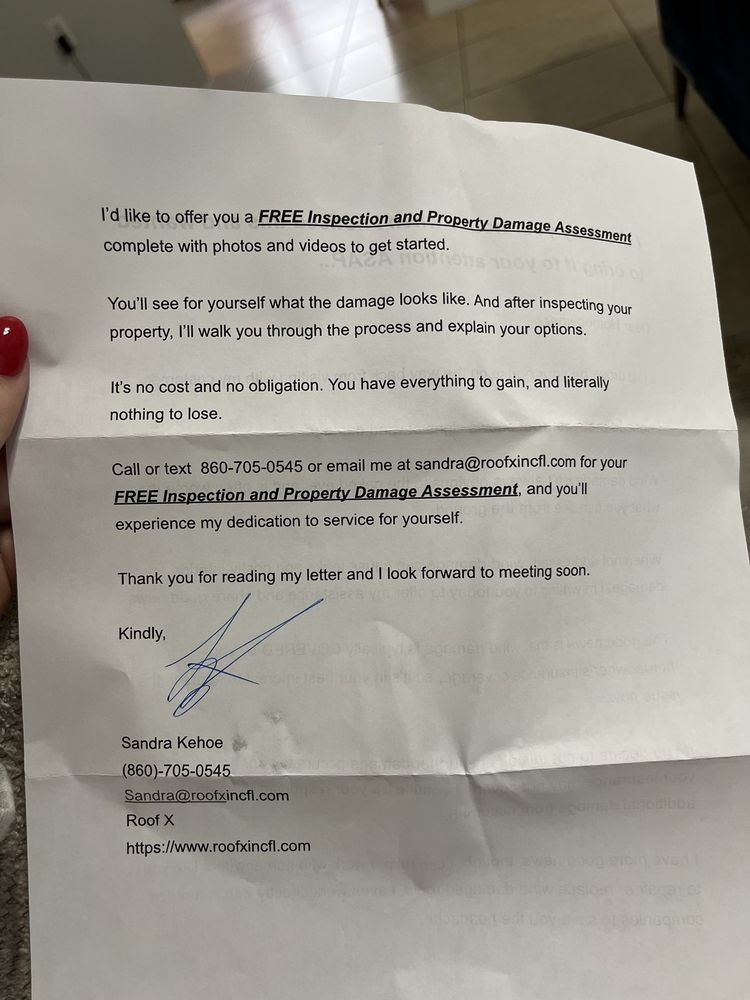 I'd like to offer you a FREE Inspection and Property Damage Assessment
complete with photos and videos to get started.
You'll see for yourself what the damage looks like. And after inspecting your
property, I'll walk you through the process and explain your options.
It's no cost and no obligation. You have everything to gain, and literally
nothing to lose.
Call or text 860-705-0545 or email me at sandra@roofxincfl.com for your
FREE Inspection and Property Damage Assessment, and you'll
experience my dedication to service for yourself.
Thank you for reading my letter and I look forward to meeting soon.
Kindly,
Sandra Kehoe
(860)-705-0545
Sandra@roofxincfl.com
Roof X
https://www.roofxincfl.com